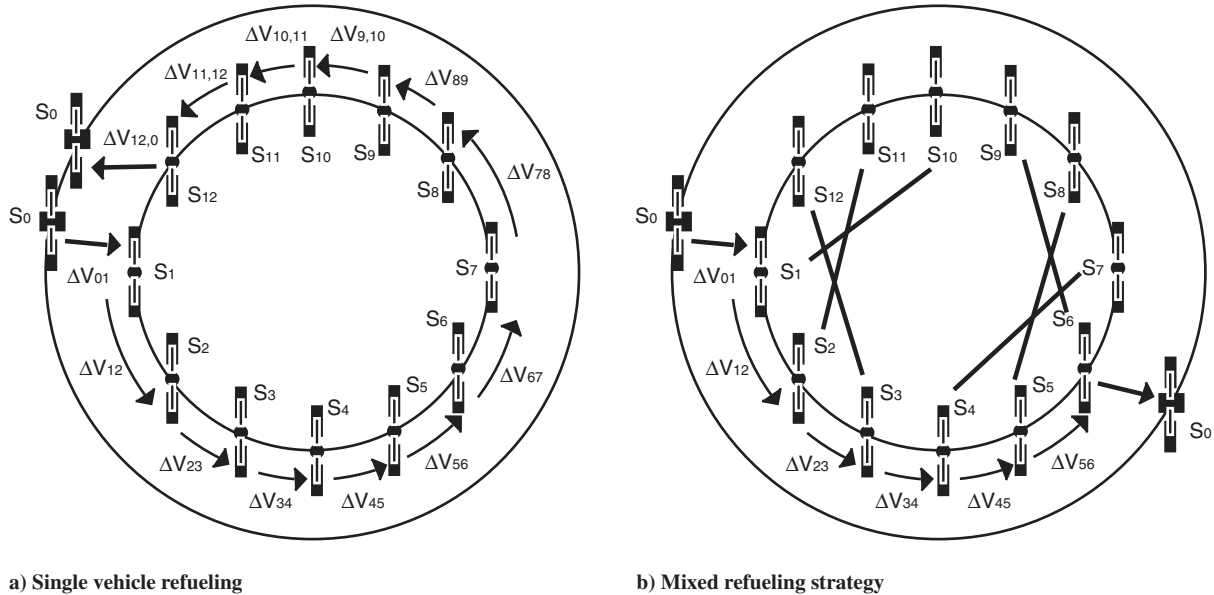 ΔV10,11 ΔV9,10
ΔV11,12
ΔV89
S0
ΔV12,0
S11 S10 S9
S12
S8
ΔV78
S0
S1
S7
ΔV01
S6
S2
ΔV12
ΔV67
S3
S4
S5
ΔV23
ΔV56
ΔV34
ΔV45
a) Single vehicle refueling
S11 S10 S9
S12
S8
S0
S1
S7
ΔV01
S6
S2
ΔV12
S3
S4
S5
S0
ΔV23
ΔV56
ΔV34
ΔV45
b) Mixed refueling strategy